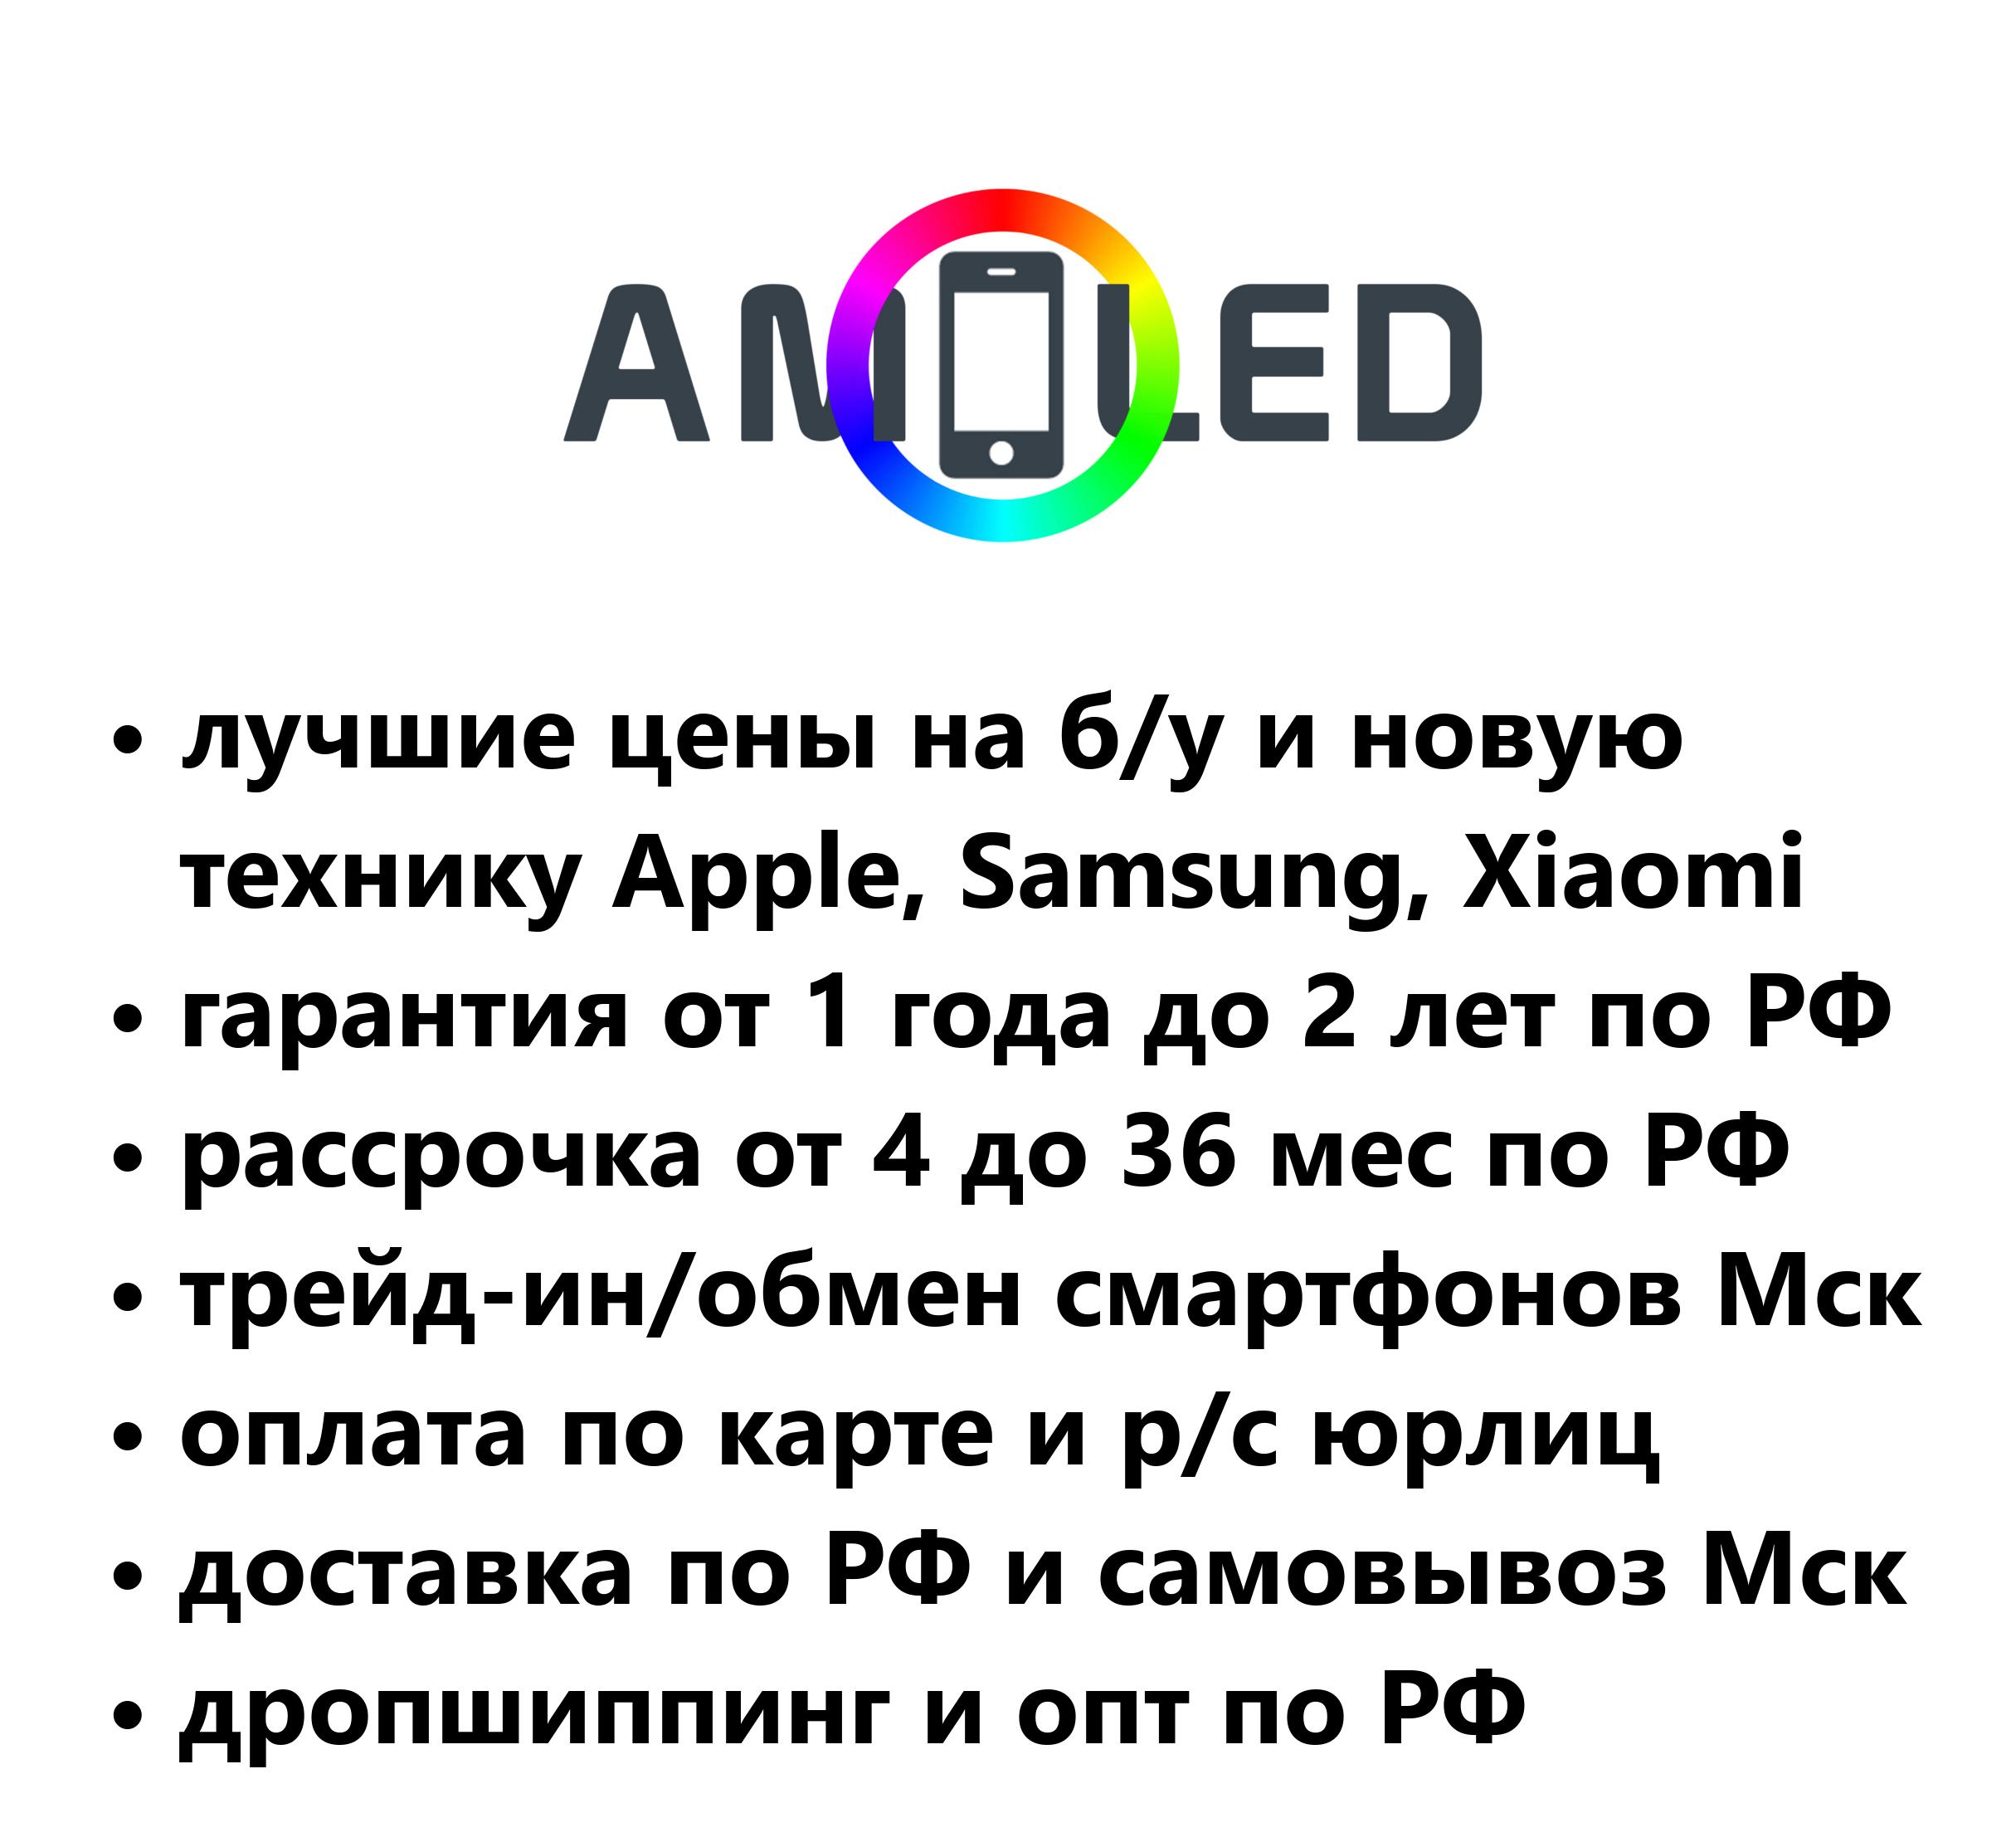 AMOLED
• лучшие цены на б/у и новую
технику Apple, Samsung, Xiaomi
• гарантия от 1 года до 2 лет по РФ
• рассрочка от 4 до 36 мес по РФ
• трейд-ин/обмен смартфонов Мск
• оплата по карте и р/с юрлиц
• доставка по РФ и самовывоз Мск
• дропшиппинг и опт по РФ